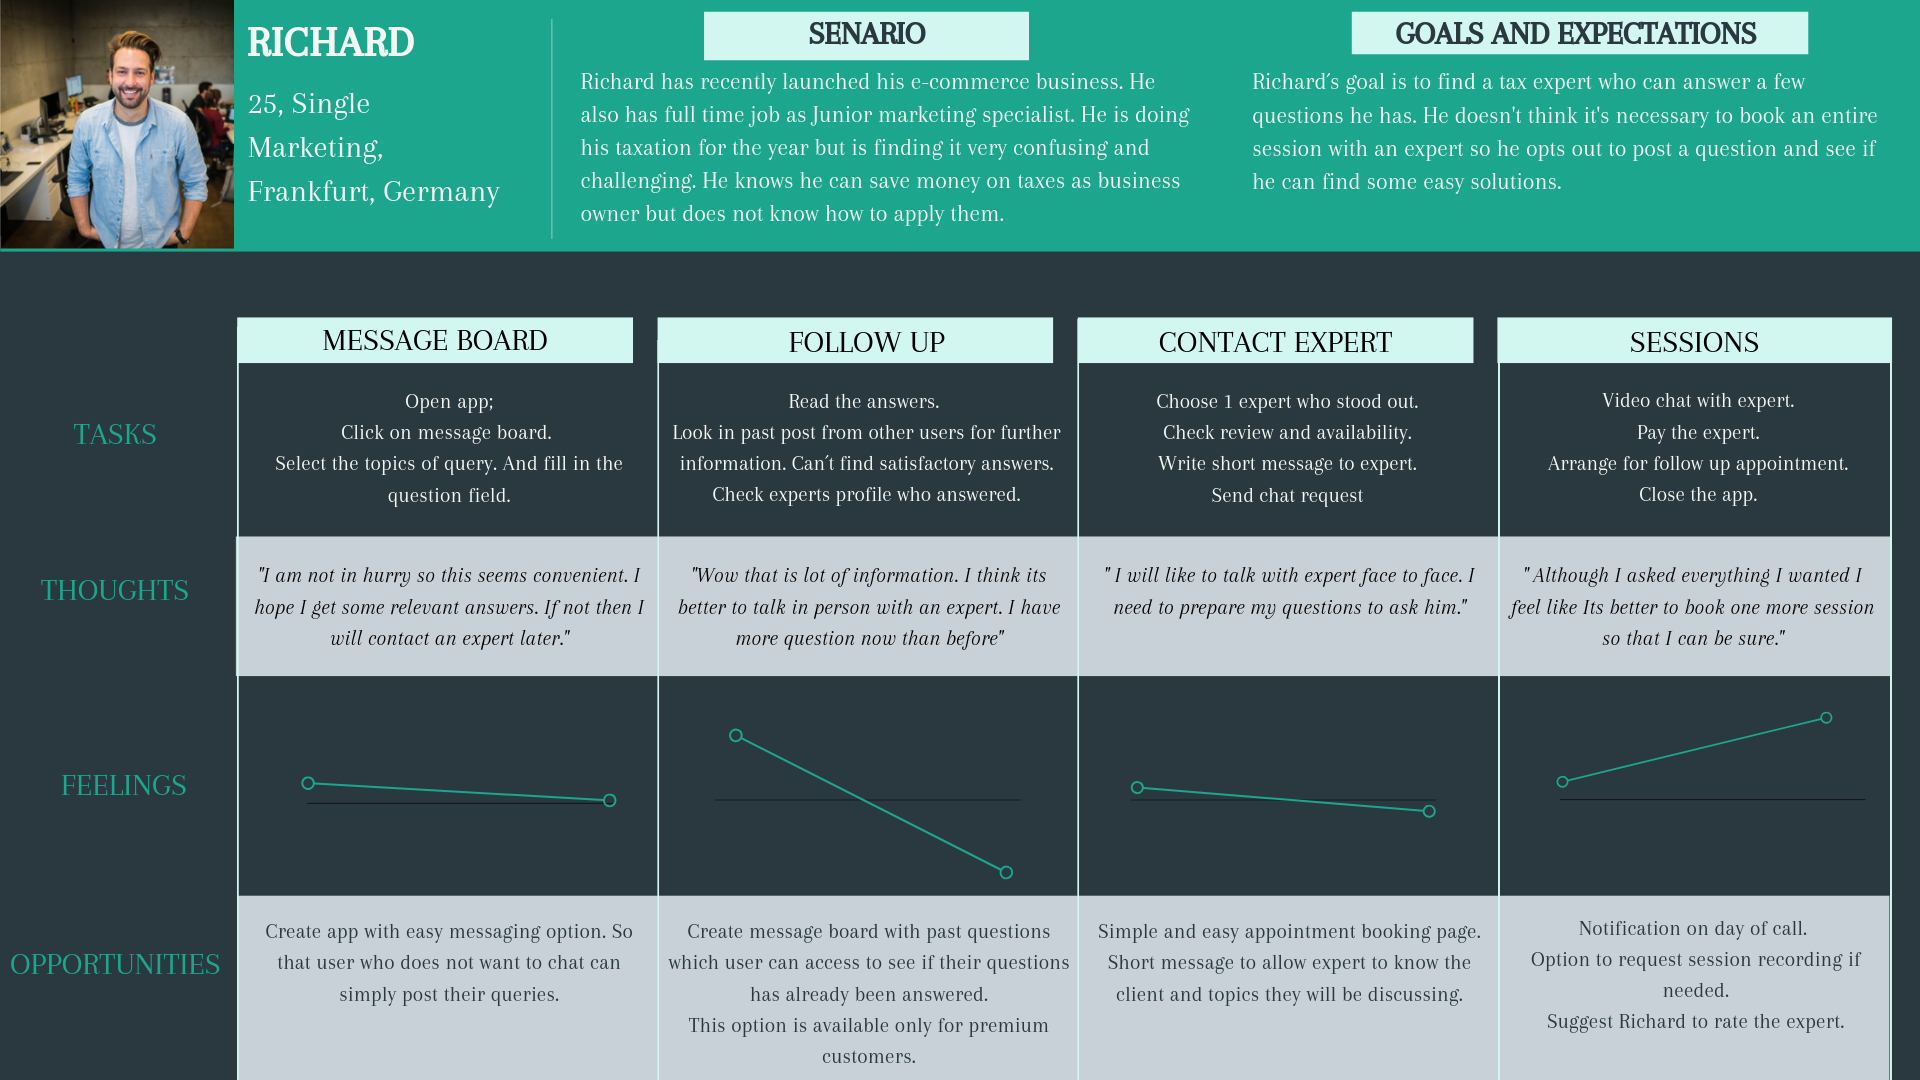 RICHARD
25, Single
Marketing,
Frankfurt, Germany
SENARIO
Richard has recently launched his e-commerce business. He
also has full time job as Junior marketing specialist. He is doing
his taxation for the year but is finding it very confusing and
challenging. He knows he can save money on taxes as business
owner but does not know how to apply them.
GOALS AND EXPECTATIONS
Richard´s goal is to find a tax expert who can answer a few
questions he has. He doesn't think it's necessary to book an entire
session with an expert so he opts out to post a question and see if
he can find some easy solutions.
MESSAGE BOARD
FOLLOW UP
CONTACT EXPERT
SESSIONS
TASKS
Open app;
Click on message board.
Select the topics of query. And fill in the
question field.
Read the answers.
Look in past post from other users for further
information. Can´t find satisfactory answers.
Check experts profile who answered.
Choose 1 expert who stood out.
Check review and availability.
Write short message to expert.
Send chat request
Video chat with expert.
Pay the expert.
Arrange for follow up appointment.
Close the app.
THOUGHTS
"I am not in hurry so this seems convenient. I
hope I get some relevant answers. If not then I
will contact an expert later."
"Wow that is lot of information. I think its
better to talk in person with an expert. I have
more question now than before"
" I will like to talk with expert face to face. I
need to prepare my questions to ask him."
" Although I asked everything I wanted I
feel like Its better to book one more session
so that I can be sure."
FEELINGS
OPPORTUNITIES
Create app with easy messaging option. So
that user who does not want to chat can
simply post their queries.
Create message board with past questions
which user can access to see if their questions
has already been answered.
This option is available only for premium
customers.
Simple and easy appointment booking page.
Short message to allow expert to know the
client and topics they will be discussing.
Notification on day of call.
Option to request session recording if
needed.
Suggest Richard to rate the expert.